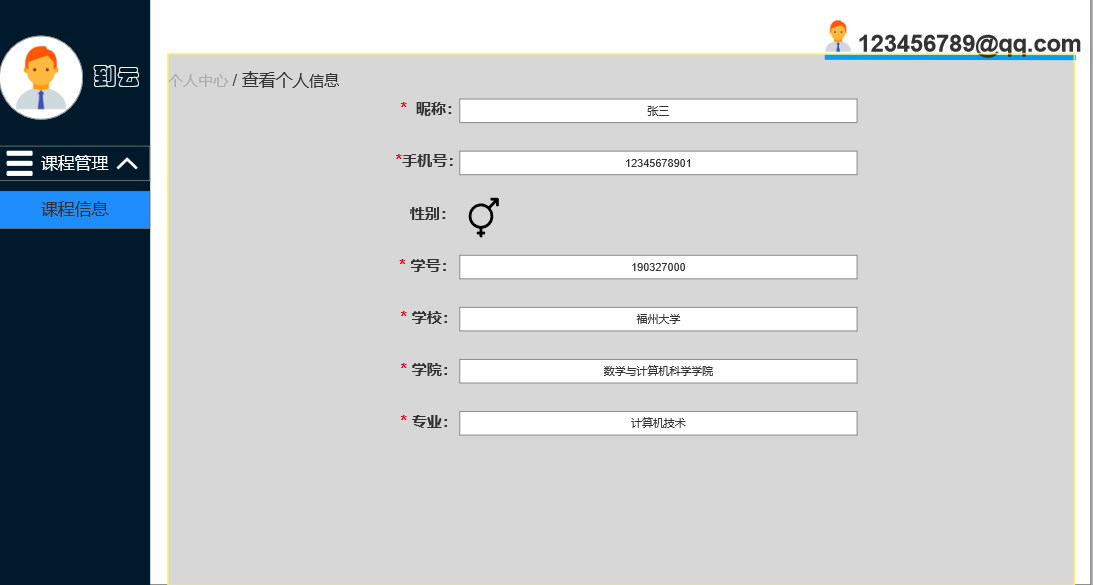 123456789@qq.com
到云
个人中心 / 查看个人信息
* 昵称： 张三
课程管理
*手机号： 12345678901
课程信息
性别：
* 学号： 190327000
* 学校： 福州大学
* 学院： 数学与计算机科学学院
* 专业： 计算机技术